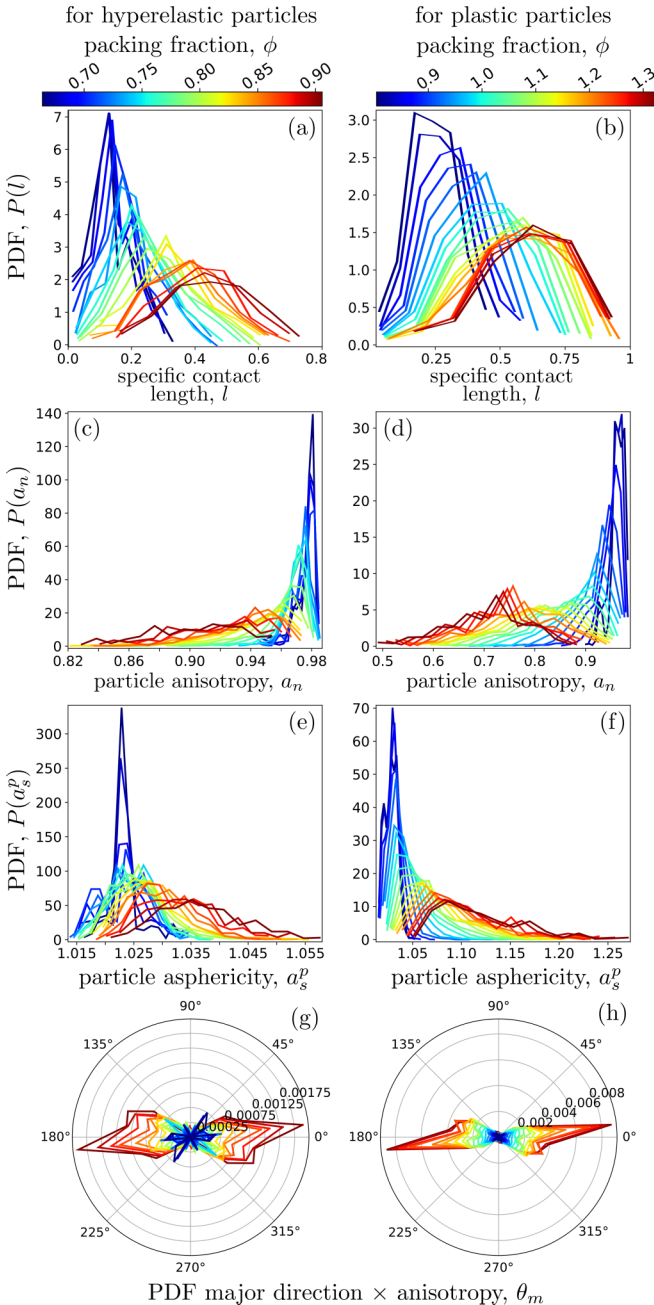 for hyperelastic particles for plastic particles
packing fraction, ϕ packing fraction, ϕ
0.70 0.75 0.80 0.85 0.90 0.9 1.0 1.1 1.2 1.3
(a) (b)
PDF, P(l)
7 6 5 4 3 2 1 0
3.0 2.5 2.0 1.5 1.0 0.5 0.0
0.0 0.2 0.4 0.6 0.8 0.25 0.5 0.75 1
specific contact specific contact
length, l length, l
(c) (d)
PDF, P(aₙ)
140 120 100 80 60 40 20 0
30 25 20 15 10 5 0
0.82 0.86 0.90 0.94 0.98 0.5 0.6 0.7 0.8 0.9
particle anisotropy, aₙ particle anisotropy, aₙ
(e) (f)
PDF, P(aₛᵖ)
300 250 200 150 100 50 0
70 60 50 40 30 20 10 0
1.015 1.025 1.035 1.045 1.055 1.05 1.10 1.15 1.20 1.25
particle asphericity, aₛᵖ particle asphericity, aₛᵖ
(g) (h)
90° 90°
135° 45° 135° 45°
0.00175 0.00125 0.00075 0.00025
0.008 0.006 0.004 0.002
180° 0° 180° 0°
225° 315° 225° 315°
270° 270°
PDF major direction × anisotropy, θₘ